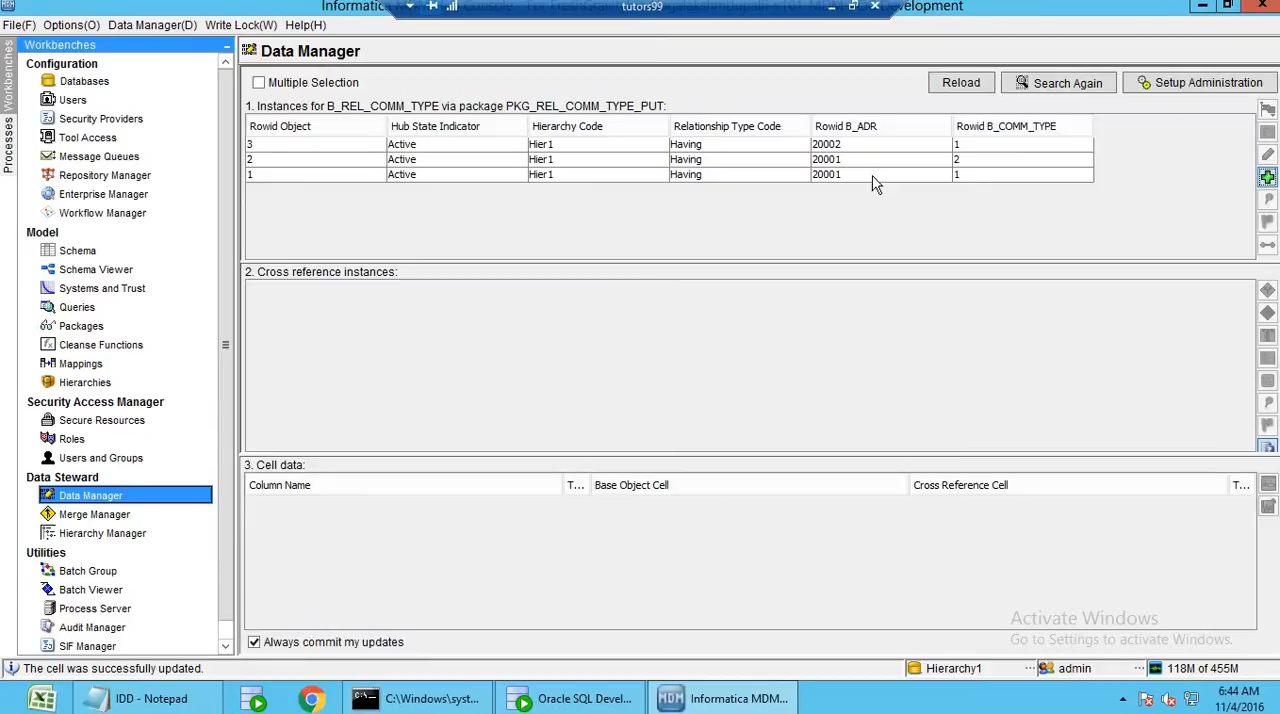 tutors99
Informatica
Development
File(F) Options(O) Data Manager(D) Write Lock(W) Help(H)
Workbenches
Processes
Workbenches
Configuration
Databases
Users
Security Providers
Tool Access
Message Queues
Repository Manager
Enterprise Manager
Workflow Manager
Model
Schema
Schema Viewer
Systems and Trust
Queries
Packages
Cleanse Functions
Mappings
Hierarchies
Security Access Manager
Secure Resources
Roles
Users and Groups
Data Steward
Data Manager
Merge Manager
Hierarchy Manager
Utilities
Batch Group
Batch Viewer
Process Server
Audit Manager
SIF Manager
Data Manager
Multiple Selection Reload Search Again Setup Administration
1. Instances for B_REL_COMM_TYPE via package PKG_REL_COMM_TYPE_PUT:
Rowid Object Hub State Indicator Hierarchy Code Relationship Type Code Rowid B_ADR Rowid B_COMM_TYPE
3 Active Hier1 Having 20002 1
2 Active Hier1 Having 20001 2
1 Active Hier1 Having 20001 1
2. Cross reference instances:
3. Cell data:
Column Name T... Base Object Cell Cross Reference Cell T...
Activate Windows
Go to Settings to activate Windows.
Always commit my updates
The cell was successfully updated. Hierarchy1 ... admin ... 118M of 455M
IDD - Notepad C:\Windows\syst... Oracle SQL Devel... Informatica MDM... 6:44 AM
11/4/2016